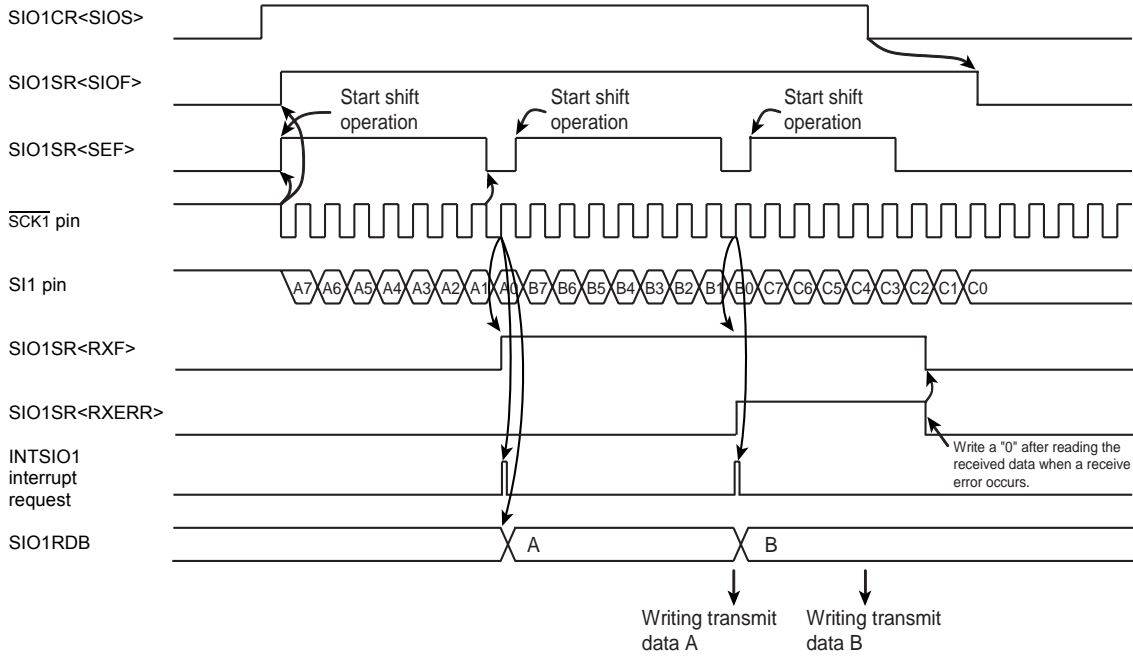 SIO1CR<SIOS>
SIO1SR<SIOF>
Start shift
operation
Start shift
operation
Start shift
operation
SIO1SR<SEF>
SCK1 pin
SI1 pin
A7 A6 A5 A4 A3 A2 A1 A0 B7 B6 B5 B4 B3 B2 B1 B0 C7 C6 C5 C4 C3 C2 C1 C0
SIO1SR<RXF>
SIO1SR<RXERR>
Write a "0" after reading the
received data when a receive
error occurs.
INTSIO1
interrupt
request
SIO1RDB
A B
Writing transmit
data A
Writing transmit
data B